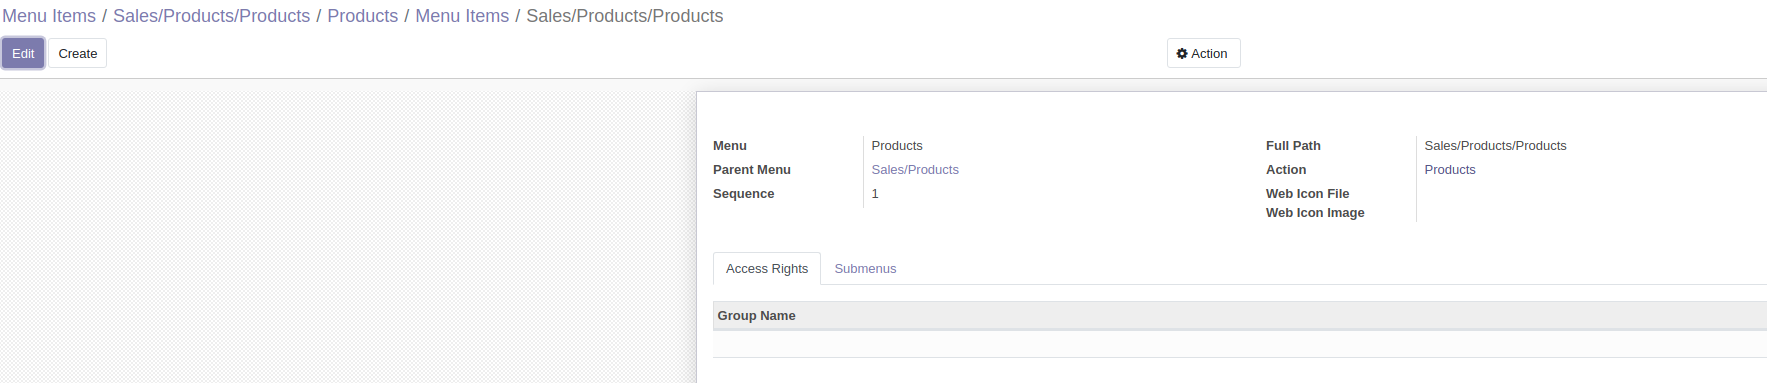 Menu Items / Sales/Products/Products / Products / Menu Items / Sales/Products/Products
Edit Create Action
Menu Products Full Path Sales/Products/Products
Parent Menu Sales/Products Action Products
Sequence 1 Web Icon File
Web Icon Image
Access Rights Submenus
Group Name